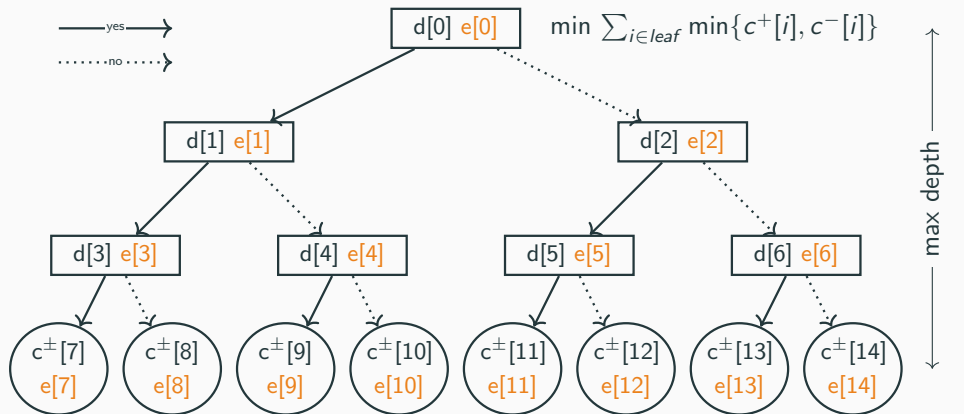 yes
no
d[0] e[0]
min ∑_{i∈leaf} min{c⁺[i], c⁻[i]}
d[1] e[1]
d[2] e[2]
d[3] e[3]
d[4] e[4]
d[5] e[5]
d[6] e[6]
c±[7]
e[7]
c±[8]
e[8]
c±[9]
e[9]
c±[10]
e[10]
c±[11]
e[11]
c±[12]
e[12]
c±[13]
e[13]
c±[14]
e[14]
max depth